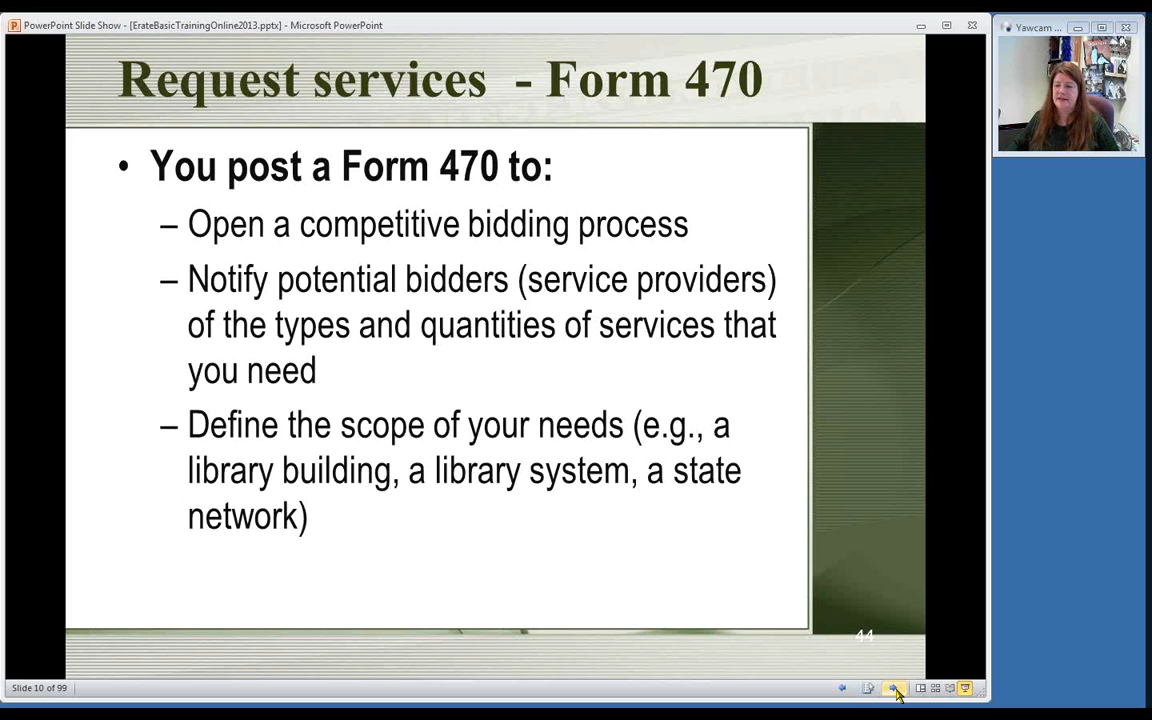 PowerPoint Slide Show - [ErateBasicTrainingOnline2013.pptx] - Microsoft PowerPoint
Yawcam ...
Request services - Form 470
• You post a Form 470 to:
– Open a competitive bidding process
– Notify potential bidders (service providers)
of the types and quantities of services that
you need
– Define the scope of your needs (e.g., a
library building, a library system, a state
network)
44
Slide 10 of 99